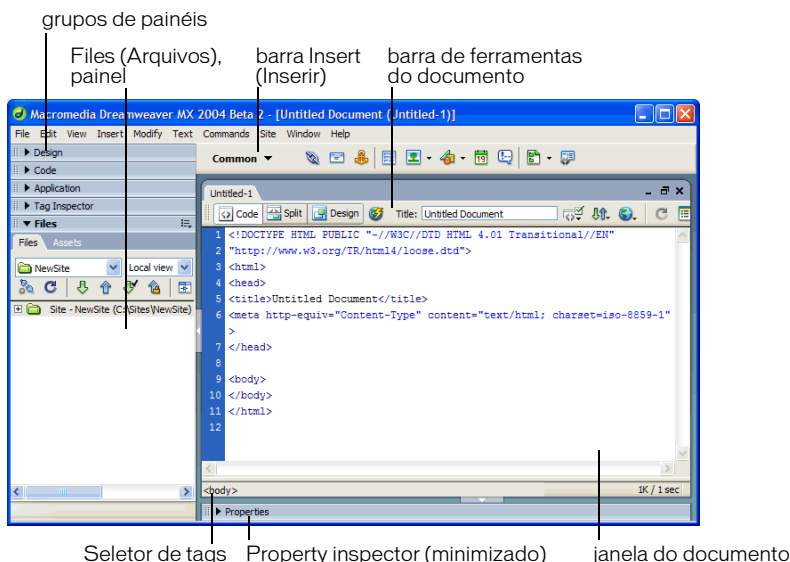 grupos de painéis
Files (Arquivos),
painel
barra Insert
(Inserir)
barra de ferramentas
do documento
Macromedia Dreamweaver MX 2004 Beta 2 - [Untitled Document (Untitled-1)]
File Edit View Insert Modify Text Commands Site Window Help
Design
Code
Application
Tag Inspector
Files
Files Assets
NewSite Local view
Site - NewSite (C:\Sites\NewSite)
Common
19
Untitled-1
Code Split Design Title: Untitled Document
1 <!DOCTYPE HTML PUBLIC "-//W3C//DTD HTML 4.01 Transitional//EN"
2 "http://www.w3.org/TR/html4/loose.dtd">
3 <html>
4 <head>
5 <title>Untitled Document</title>
6 <meta http-equiv="Content-Type" content="text/html; charset=iso-8859-1"
>
7 </head>
8
9 <body>
10 </body>
11 </html>
12
<body> 1K / 1 sec
Properties
Seletor de tags Property inspector (minimizado) janela do documento